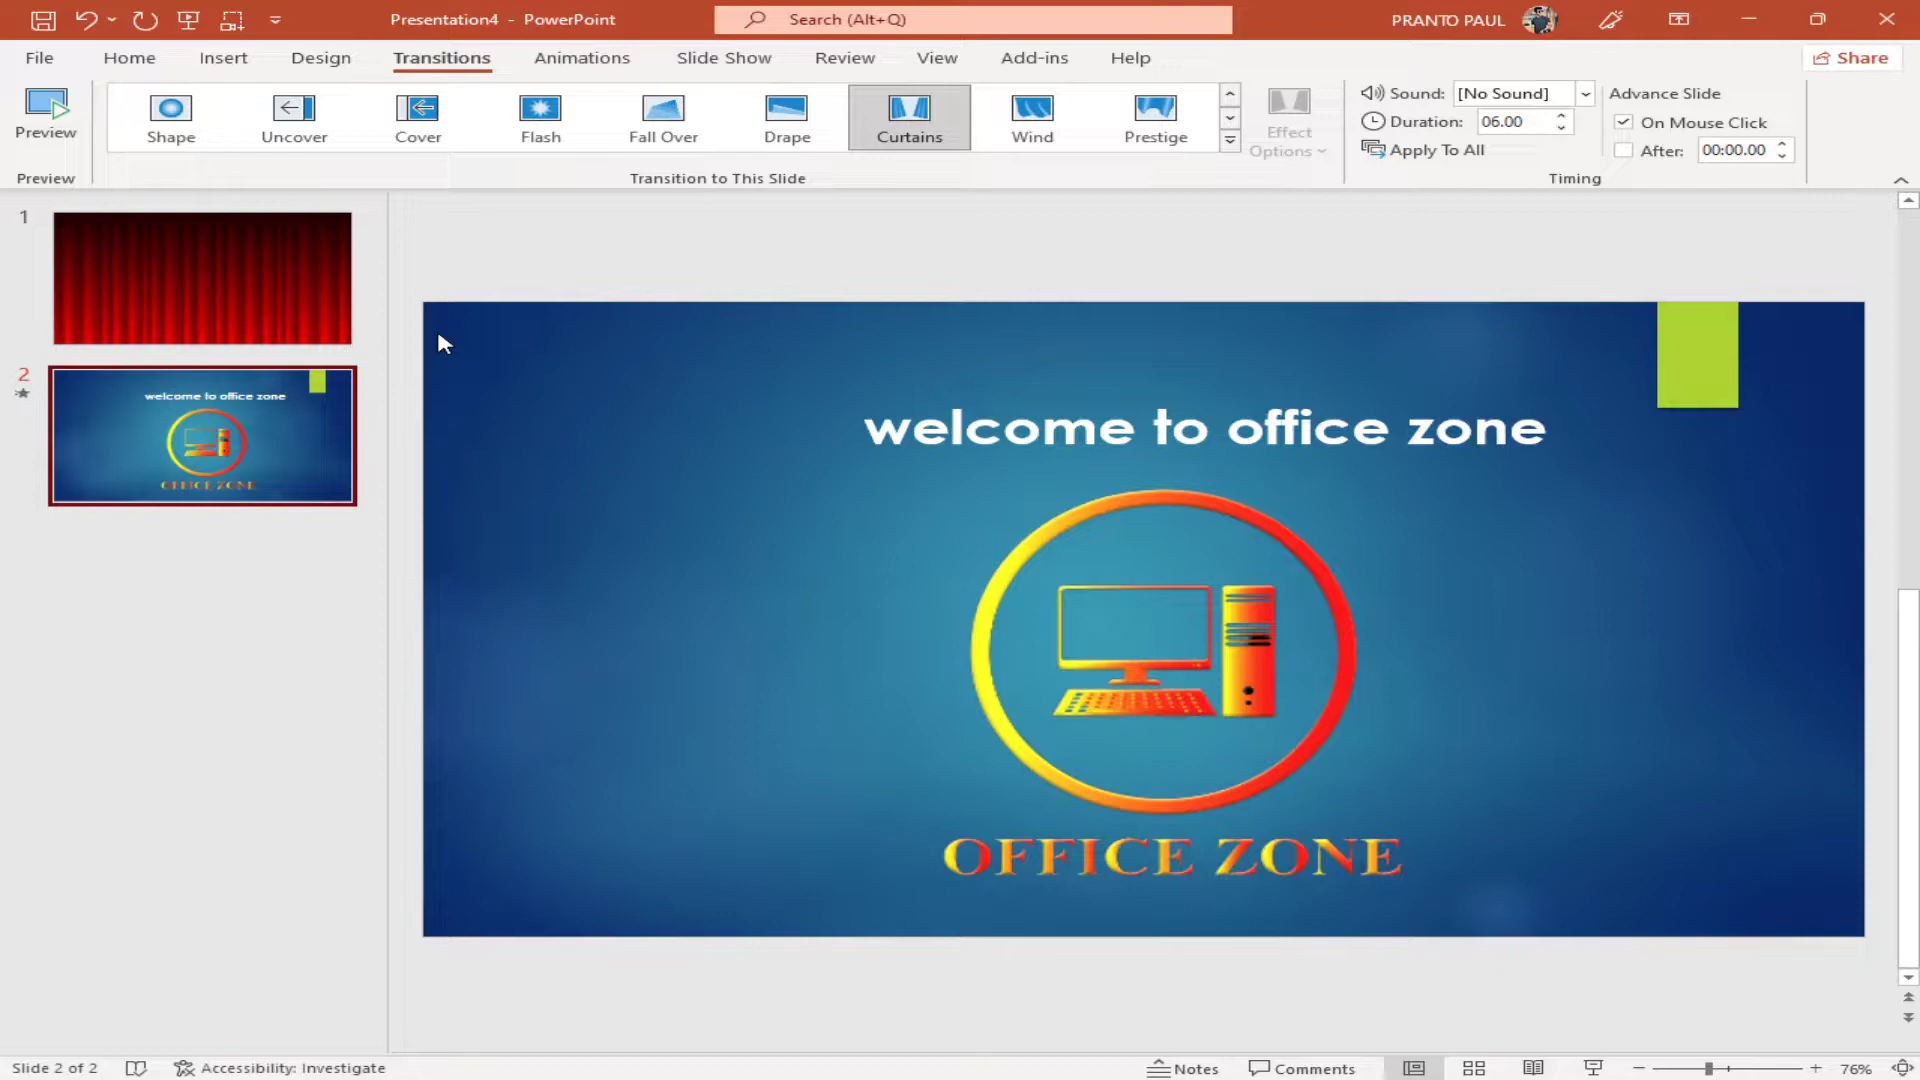 Presentation4 - PowerPoint
Search (Alt+Q)
PRANTO PAUL
File
Home
Insert
Design
Transitions
Animations
Slide Show
Review
View
Add-ins
Help
Share
Preview
Shape
Uncover
Cover
Flash
Fall Over
Drape
Curtains
Wind
Prestige
Effect
Options
Sound:
[No Sound]
Duration:
06.00
Apply To All
Advance Slide
On Mouse Click
After:
00:00.00
Preview
Transition to This Slide
Timing
1
2
welcome to office zone
OFFICE ZONE
welcome to office zone
OFFICE ZONE
Slide 2 of 2
Accessibility: Investigate
Notes
Comments
76%